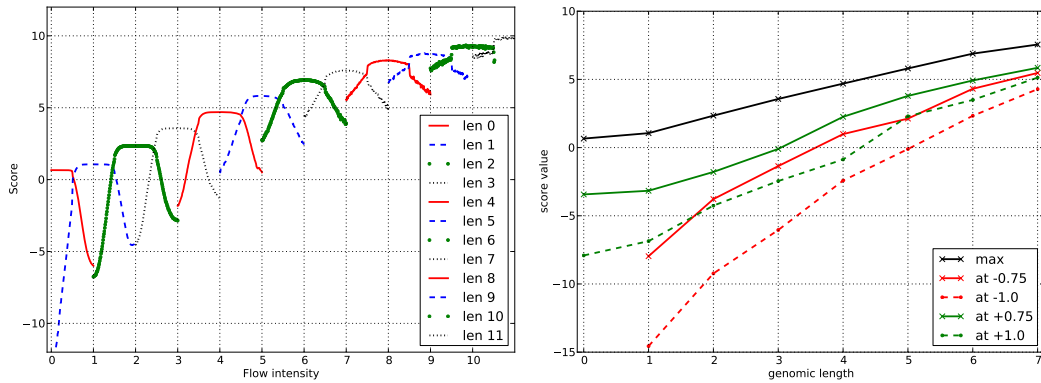 10
5
0
−5
−10
Score
0 1 2 3 4 5 6 7 8 9 10
Flow intensity
len 0
len 1
len 2
len 3
len 4
len 5
len 6
len 7
len 8
len 9
len 10
len 11
10
5
0
−5
−10
−15
score value
0 1 2 3 4 5 6 7
genomic length
max
at -0.75
at -1.0
at +0.75
at +1.0